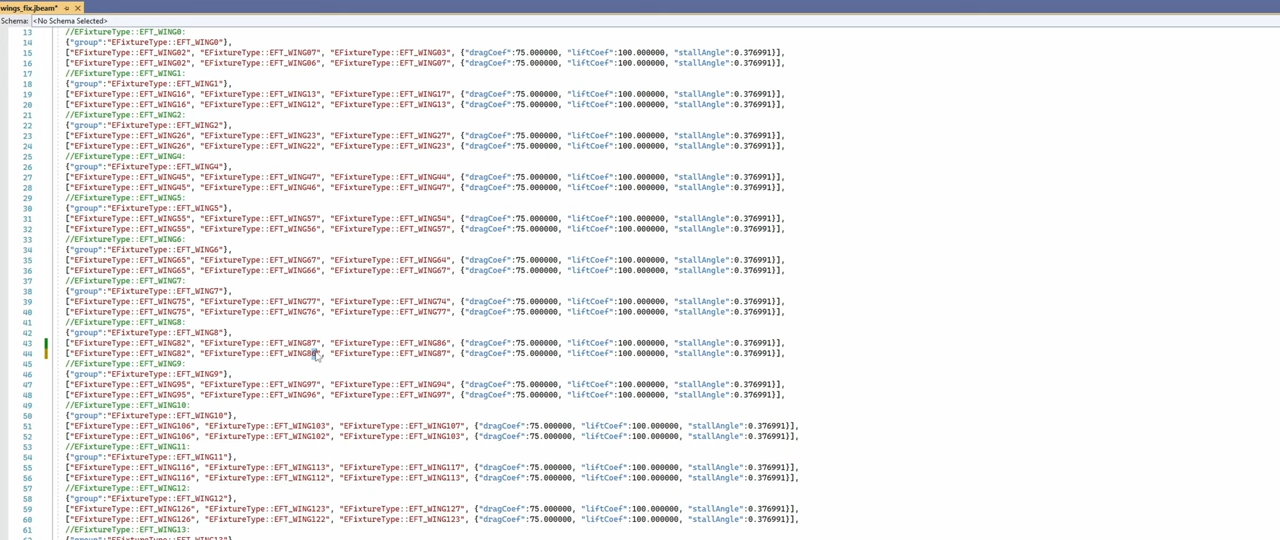 wings_fix.jbeam*
Schema: <No Schema Selected>
13 //EFixtureType::EFT_WING0:
14 {"group":"EFixtureType::EFT_WING0"},
15 ["EFixtureType::EFT_WING02", "EFixtureType::EFT_WING07", "EFixtureType::EFT_WING03", {"dragCoef":75.000000, "liftCoef":100.000000, "stallAngle":0.376991}],
16 ["EFixtureType::EFT_WING02", "EFixtureType::EFT_WING06", "EFixtureType::EFT_WING07", {"dragCoef":75.000000, "liftCoef":100.000000, "stallAngle":0.376991}],
17 //EFixtureType::EFT_WING1:
18 {"group":"EFixtureType::EFT_WING1"},
19 ["EFixtureType::EFT_WING16", "EFixtureType::EFT_WING13", "EFixtureType::EFT_WING17", {"dragCoef":75.000000, "liftCoef":100.000000, "stallAngle":0.376991}],
20 ["EFixtureType::EFT_WING16", "EFixtureType::EFT_WING12", "EFixtureType::EFT_WING13", {"dragCoef":75.000000, "liftCoef":100.000000, "stallAngle":0.376991}],
21 //EFixtureType::EFT_WING2:
22 {"group":"EFixtureType::EFT_WING2"},
23 ["EFixtureType::EFT_WING26", "EFixtureType::EFT_WING23", "EFixtureType::EFT_WING27", {"dragCoef":75.000000, "liftCoef":100.000000, "stallAngle":0.376991}],
24 ["EFixtureType::EFT_WING26", "EFixtureType::EFT_WING22", "EFixtureType::EFT_WING23", {"dragCoef":75.000000, "liftCoef":100.000000, "stallAngle":0.376991}],
25 //EFixtureType::EFT_WING4:
26 {"group":"EFixtureType::EFT_WING4"},
27 ["EFixtureType::EFT_WING45", "EFixtureType::EFT_WING47", "EFixtureType::EFT_WING44", {"dragCoef":75.000000, "liftCoef":100.000000, "stallAngle":0.376991}],
28 ["EFixtureType::EFT_WING45", "EFixtureType::EFT_WING46", "EFixtureType::EFT_WING47", {"dragCoef":75.000000, "liftCoef":100.000000, "stallAngle":0.376991}],
29 //EFixtureType::EFT_WING5:
30 {"group":"EFixtureType::EFT_WING5"},
31 ["EFixtureType::EFT_WING55", "EFixtureType::EFT_WING57", "EFixtureType::EFT_WING54", {"dragCoef":75.000000, "liftCoef":100.000000, "stallAngle":0.376991}],
32 ["EFixtureType::EFT_WING55", "EFixtureType::EFT_WING56", "EFixtureType::EFT_WING57", {"dragCoef":75.000000, "liftCoef":100.000000, "stallAngle":0.376991}],
33 //EFixtureType::EFT_WING6:
34 {"group":"EFixtureType::EFT_WING6"},
35 ["EFixtureType::EFT_WING65", "EFixtureType::EFT_WING67", "EFixtureType::EFT_WING64", {"dragCoef":75.000000, "liftCoef":100.000000, "stallAngle":0.376991}],
36 ["EFixtureType::EFT_WING65", "EFixtureType::EFT_WING66", "EFixtureType::EFT_WING67", {"dragCoef":75.000000, "liftCoef":100.000000, "stallAngle":0.376991}],
37 //EFixtureType::EFT_WING7:
38 {"group":"EFixtureType::EFT_WING7"},
39 ["EFixtureType::EFT_WING75", "EFixtureType::EFT_WING77", "EFixtureType::EFT_WING74", {"dragCoef":75.000000, "liftCoef":100.000000, "stallAngle":0.376991}],
40 ["EFixtureType::EFT_WING75", "EFixtureType::EFT_WING76", "EFixtureType::EFT_WING77", {"dragCoef":75.000000, "liftCoef":100.000000, "stallAngle":0.376991}],
41 //EFixtureType::EFT_WING8:
42 {"group":"EFixtureType::EFT_WING8"},
43 ["EFixtureType::EFT_WING82", "EFixtureType::EFT_WING87", "EFixtureType::EFT_WING86", {"dragCoef":75.000000, "liftCoef":100.000000, "stallAngle":0.376991}],
44 ["EFixtureType::EFT_WING82", "EFixtureType::EFT_WING "EFixtureType::EFT_WING87", {"dragCoef":75.000000, "liftCoef":100.000000, "stallAngle":0.376991}],
45 //EFixtureType::EFT_WING9:
46 {"group":"EFixtureType::EFT_WING9"},
47 ["EFixtureType::EFT_WING95", "EFixtureType::EFT_WING97", "EFixtureType::EFT_WING94", {"dragCoef":75.000000, "liftCoef":100.000000, "stallAngle":0.376991}],
48 ["EFixtureType::EFT_WING95", "EFixtureType::EFT_WING96", "EFixtureType::EFT_WING97", {"dragCoef":75.000000, "liftCoef":100.000000, "stallAngle":0.376991}],
49 //EFixtureType::EFT_WING10:
50 {"group":"EFixtureType::EFT_WING10"},
51 ["EFixtureType::EFT_WING106", "EFixtureType::EFT_WING103", "EFixtureType::EFT_WING107", {"dragCoef":75.000000, "liftCoef":100.000000, "stallAngle":0.376991}],
52 ["EFixtureType::EFT_WING106", "EFixtureType::EFT_WING102", "EFixtureType::EFT_WING103", {"dragCoef":75.000000, "liftCoef":100.000000, "stallAngle":0.376991}],
53 //EFixtureType::EFT_WING11:
54 {"group":"EFixtureType::EFT_WING11"},
55 ["EFixtureType::EFT_WING116", "EFixtureType::EFT_WING113", "EFixtureType::EFT_WING117", {"dragCoef":75.000000, "liftCoef":100.000000, "stallAngle":0.376991}],
56 ["EFixtureType::EFT_WING116", "EFixtureType::EFT_WING112", "EFixtureType::EFT_WING113", {"dragCoef":75.000000, "liftCoef":100.000000, "stallAngle":0.376991}],
57 //EFixtureType::EFT_WING12:
58 {"group":"EFixtureType::EFT_WING12"},
59 ["EFixtureType::EFT_WING126", "EFixtureType::EFT_WING123", "EFixtureType::EFT_WING127", {"dragCoef":75.000000, "liftCoef":100.000000, "stallAngle":0.376991}],
60 ["EFixtureType::EFT_WING126", "EFixtureType::EFT_WING122", "EFixtureType::EFT_WING123", {"dragCoef":75.000000, "liftCoef":100.000000, "stallAngle":0.376991}],
61 //EFixtureType::EFT_WING13: